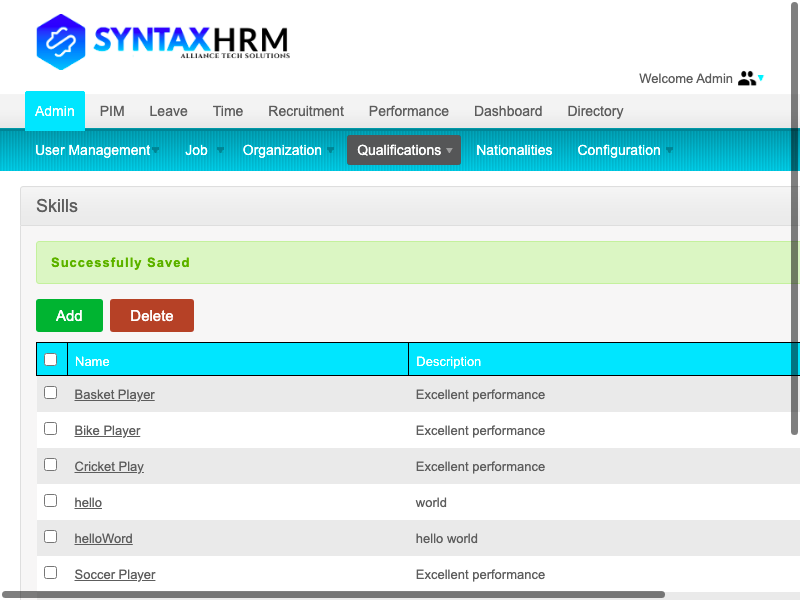 SYNTAXHRM
ALLIANCE TECH SOLUTIONS
Welcome Admin
Admin PIM Leave Time Recruitment Performance Dashboard Directory
User Management Job Organization Qualifications Nationalities Configuration
Skills
Successfully Saved
Add Delete
Name Description
Basket Player Excellent performance
Bike Player Excellent performance
Cricket Play Excellent performance
hello world
helloWord hello world
Soccer Player Excellent performance